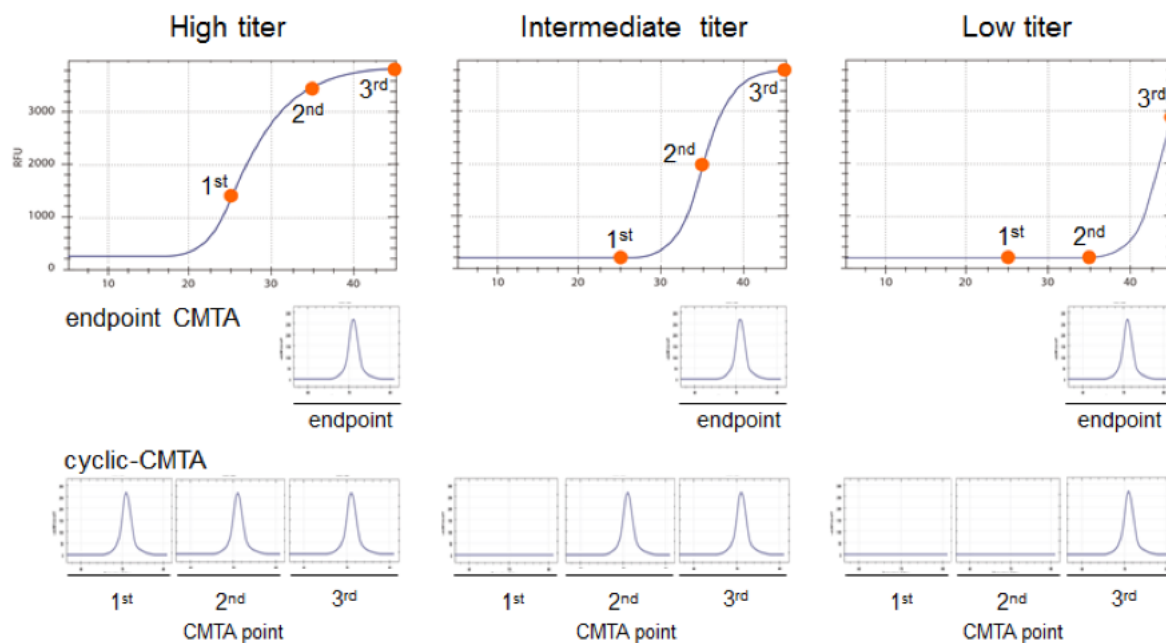 High titer
Intermediate titer
Low titer
RFU
3000
2000
1000
0
1st
2nd
3rd
10
20
30
40
1st
2nd
3rd
10
20
30
40
1st
2nd
3rd
10
20
30
40
endpoint CMTA
endpoint
endpoint
endpoint
cyclic-CMTA
1st
2nd
3rd
1st
2nd
3rd
1st
2nd
3rd
CMTA point
CMTA point
CMTA point